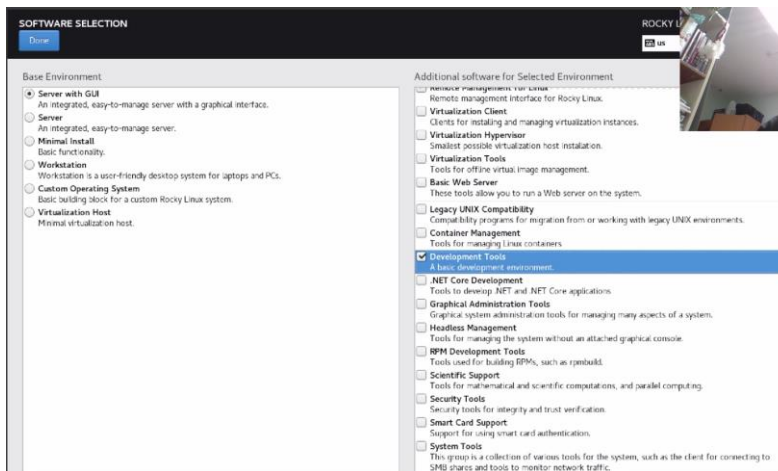 SOFTWARE SELECTION
Done
ROCKY
us
Base Environment
Server with GUI
An integrated, easy-to-manage server with a graphical interface.
Server
An integrated, easy-to-manage server.
Minimal Install
Basic functionality.
Workstation
Workstation is a user-friendly desktop system for laptops and PCs.
Custom Operating System
Basic building block for a custom Rocky Linux system.
Virtualization Host
Minimal virtualization host.
Additional software for Selected Environment
Remote Management for Linux
Remote management interface for Rocky Linux.
Virtualization Client
Clients for installing and managing virtualization instances.
Virtualization Hypervisor
Smallest possible virtualization host installation.
Virtualization Tools
Tools for offline virtual image management.
Basic Web Server
These tools allow you to run a Web server on the system.
Legacy UNIX Compatibility
Compatibility programs for migration from or working with legacy UNIX environments.
Container Management
Tools for managing Linux containers
Development Tools
A basic development environment.
.NET Core Development
Tools to develop .NET and .NET Core applications
Graphical Administration Tools
Graphical system administration tools for managing many aspects of a system.
Headless Management
Tools for managing the system without an attached graphical console.
RPM Development Tools
Tools used for building RPMs, such as rpmbuild.
Scientific Support
Tools for mathematical and scientific computations, and parallel computing.
Security Tools
Security tools for integrity and trust verification.
Smart Card Support
Support for using smart card authentication.
System Tools
This group is a collection of various tools for the system, such as the client for connecting to
SMB shares and tools to monitor network traffic.